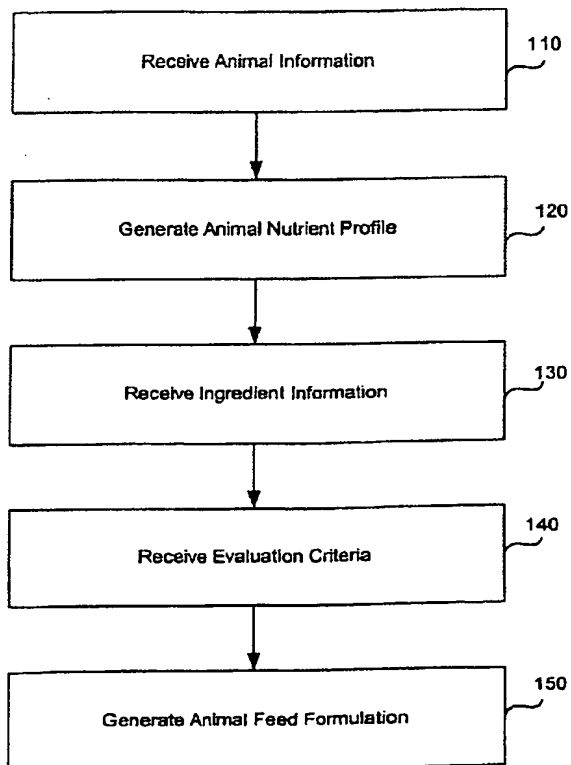 Receive Animal Information
110
Generate Animal Nutrient Profile
120
Receive Ingredient Information
130
Receive Evaluation Criteria
140
Generate Animal Feed Formulation
150